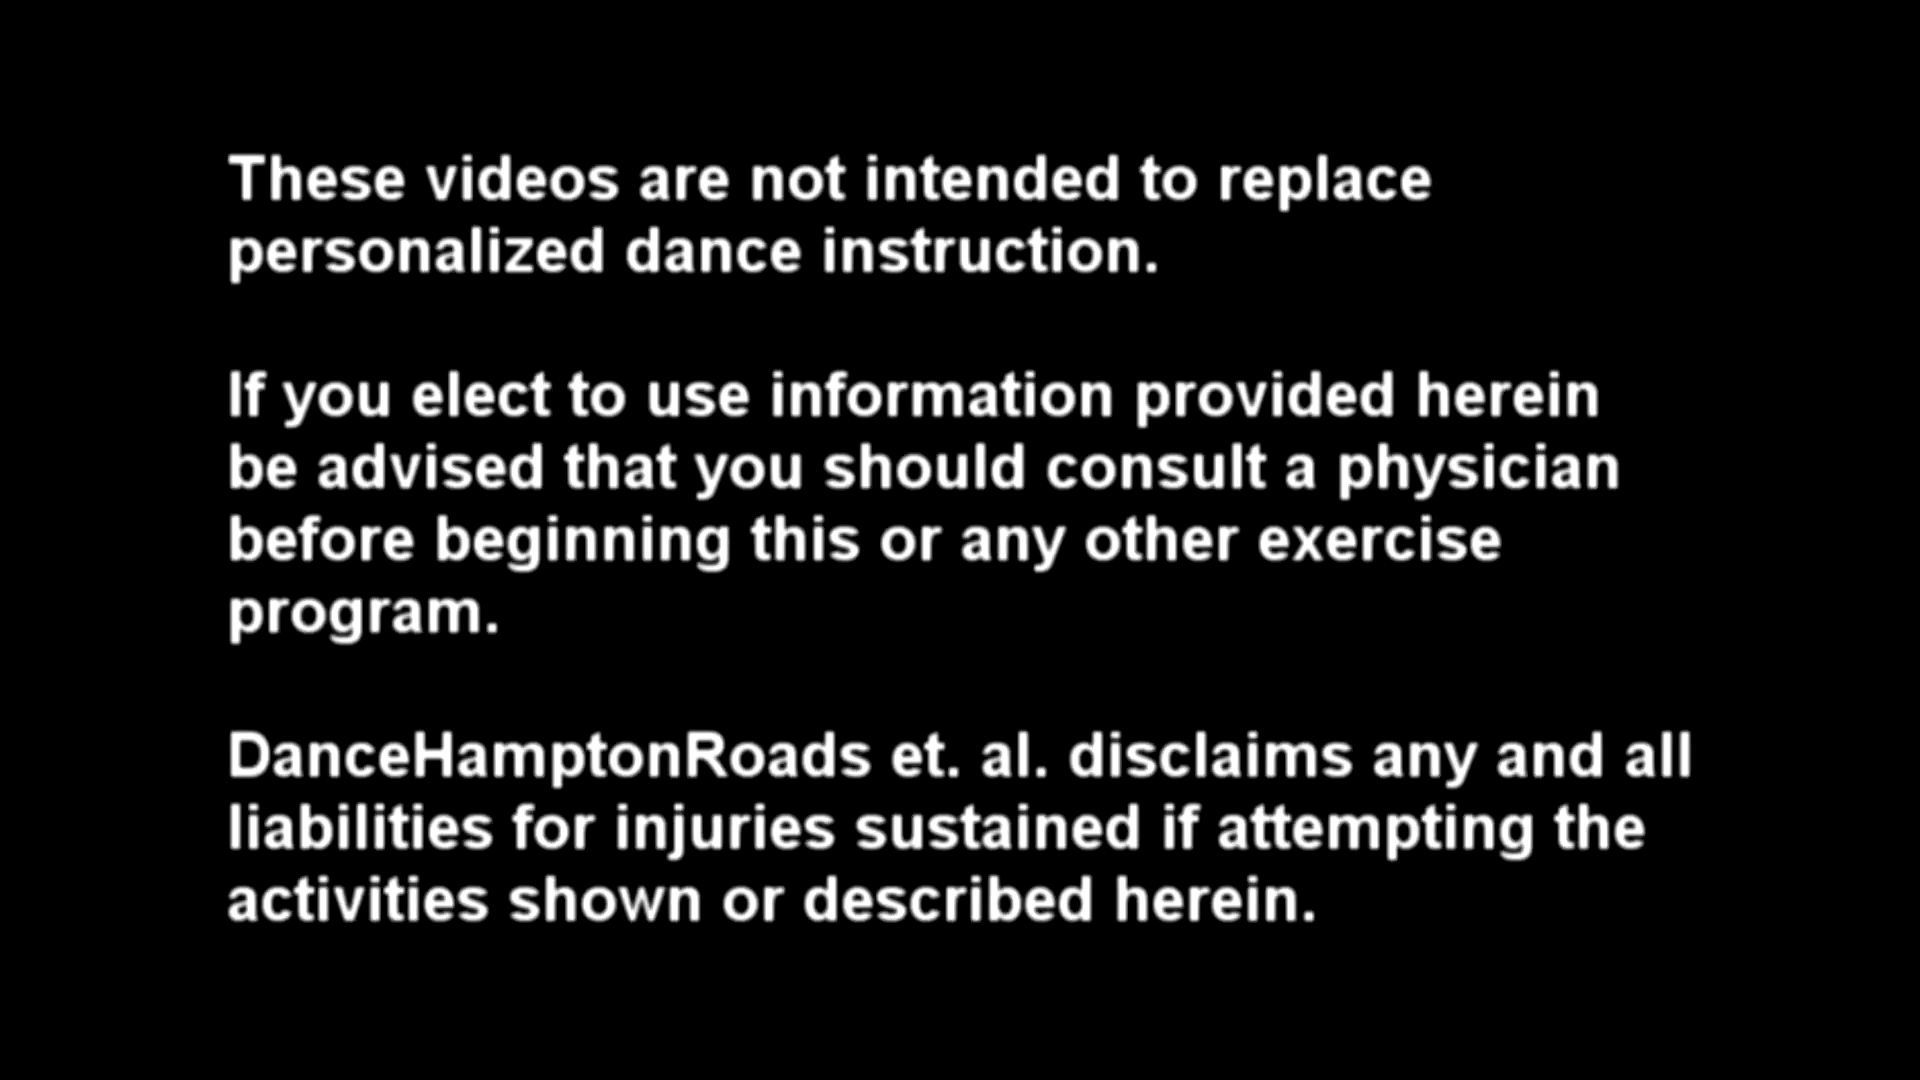 These videos are not intended to replace
personalized dance instruction.
If you elect to use information provided herein
be advised that you should consult a physician
before beginning this or any other exercise
program.
DanceHamptonRoads et. al. disclaims any and all
liabilities for injuries sustained if attempting the
activities shown or described herein.